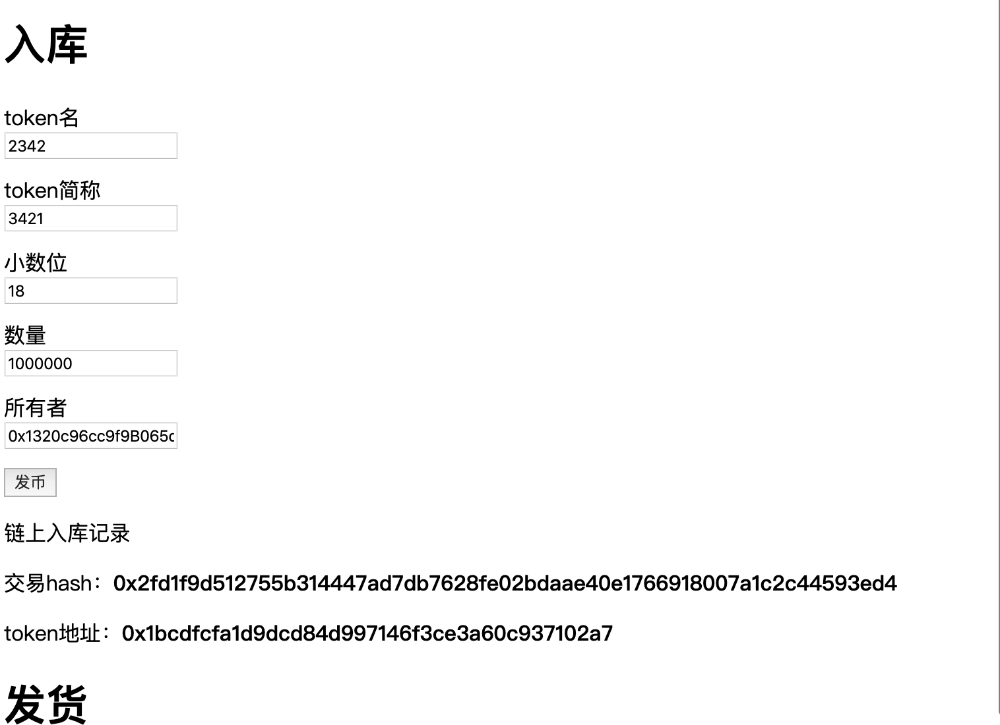 入库
token名
2342
token简称
3421
小数位
18
数量
1000000
所有者
0x1320c96cc9f9B065c
发币
链上入库记录
交易hash：0x2fd1f9d512755b314447ad7db7628fe02bdaae40e1766918007a1c2c44593ed4
token地址：0x1bcdfcfa1d9dcd84d997146f3ce3a60c937102a7
发货